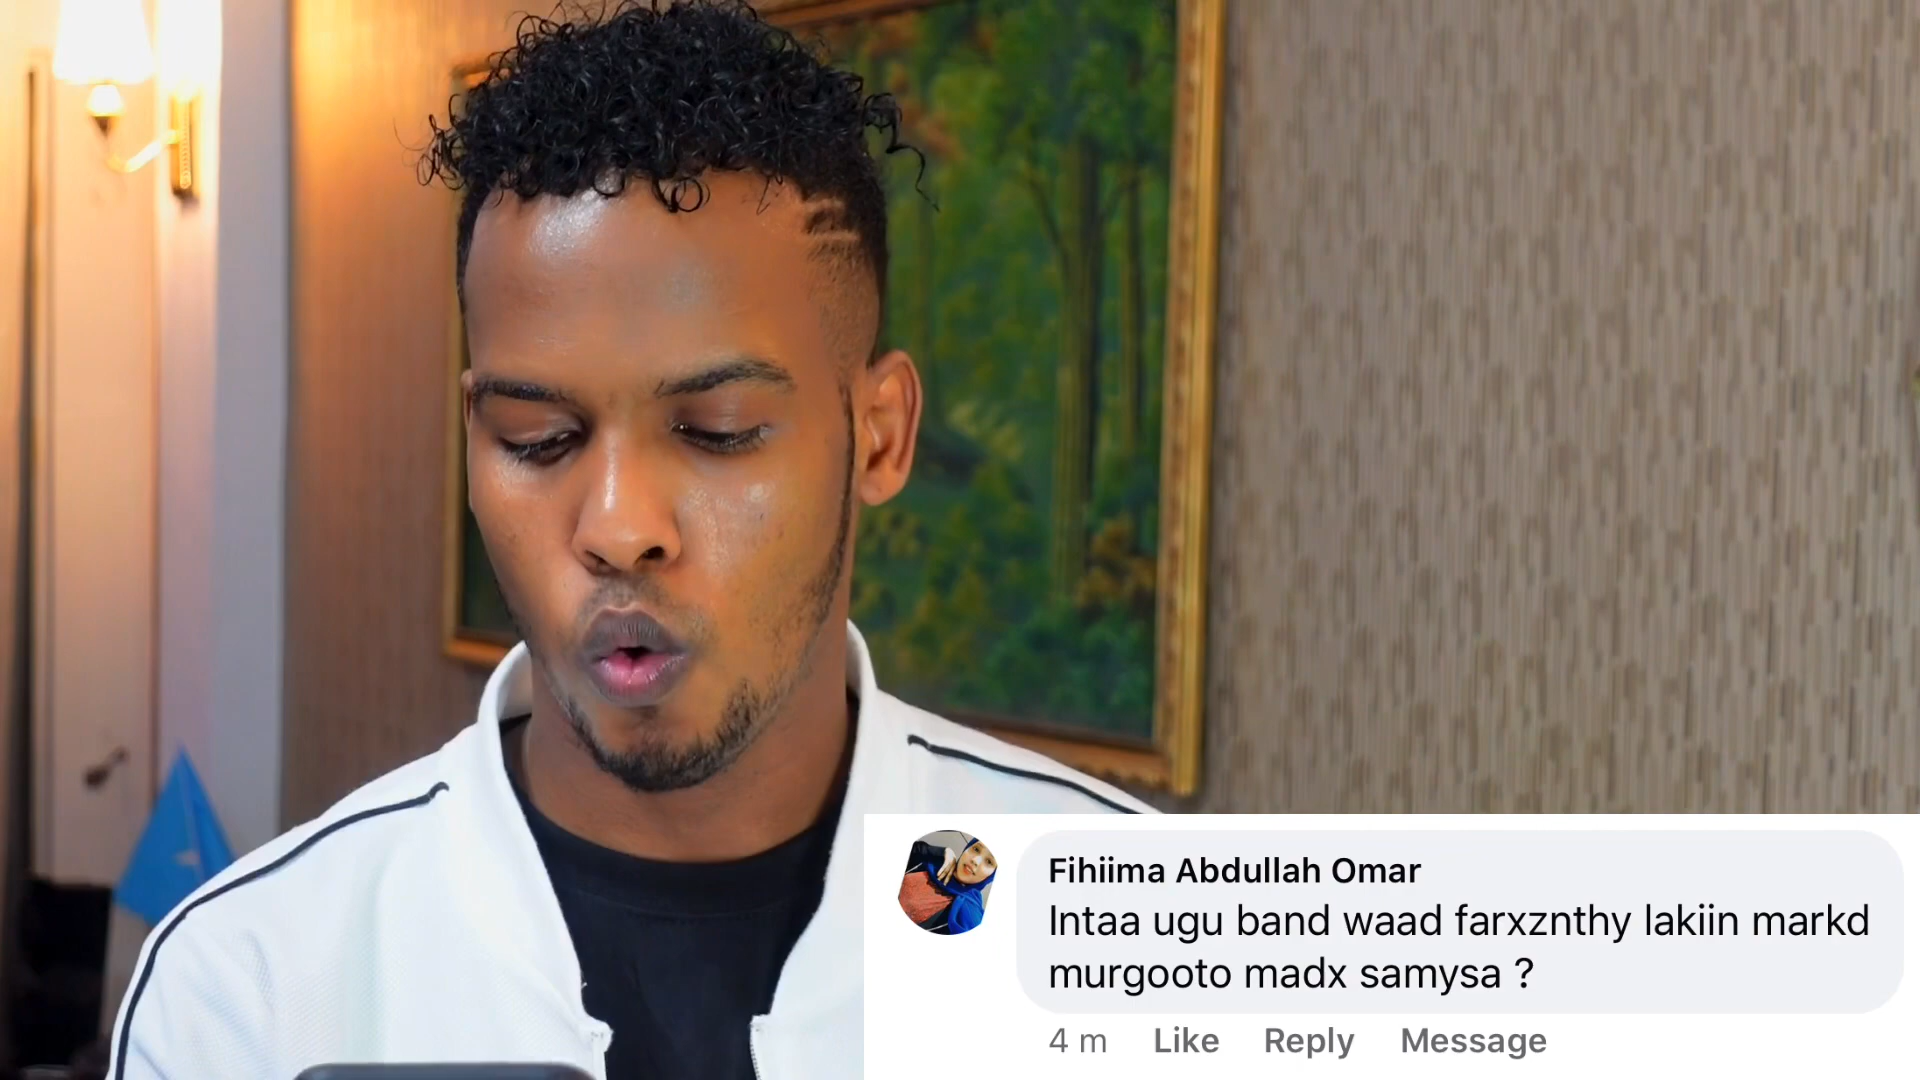 Fihiima Abdullah Omar
Intaa ugu band waad farxznthy lakiin markd
murgooto madx samysa ?
4 m Like Reply Message